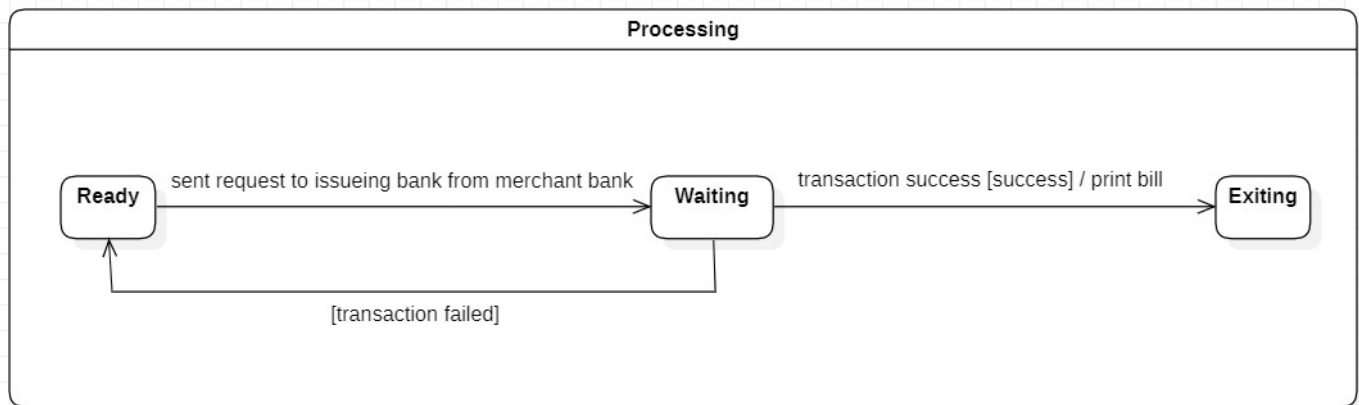 Processing
Ready
sent request to issueing bank from merchant bank
Waiting
transaction success [success] / print bill
Exiting
[transaction failed]